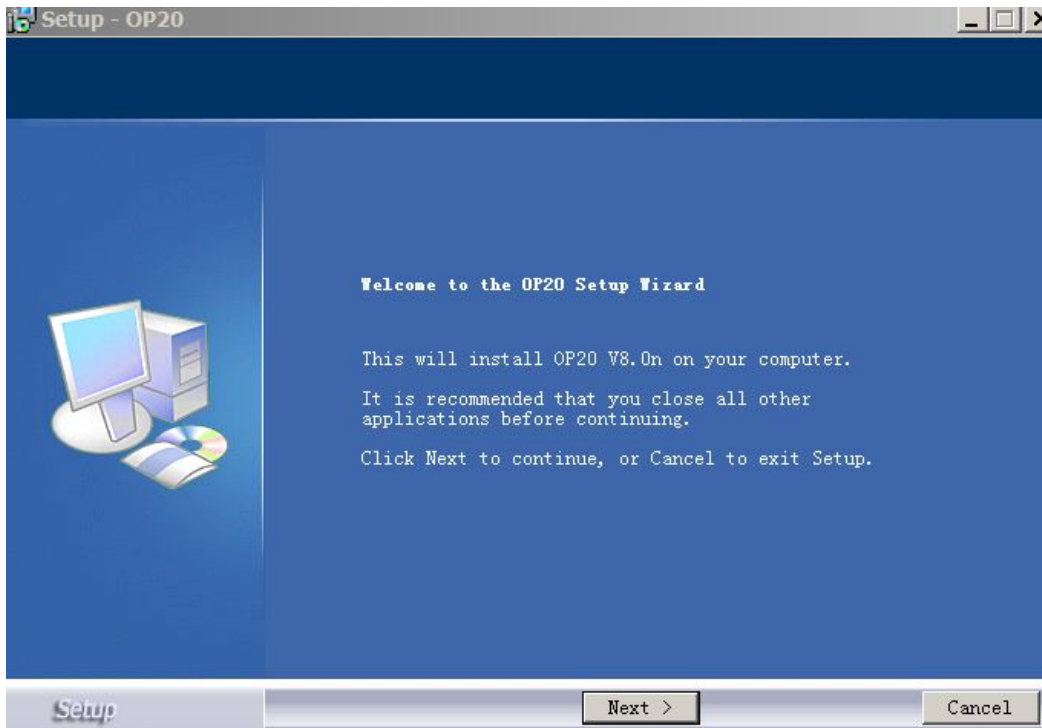 Setup - OP20
Welcome to the OP20 Setup Wizard
This will install OP20 V8.0n on your computer.
It is recommended that you close all other
applications before continuing.
Click Next to continue, or Cancel to exit Setup.
Setup
Next >
Cancel